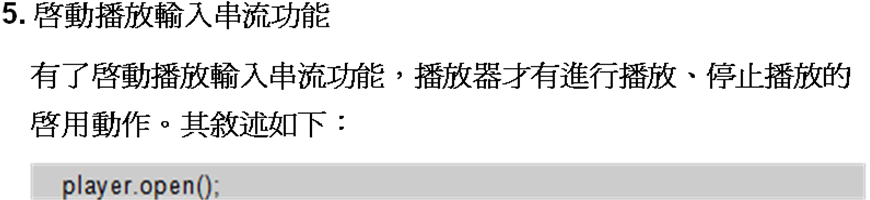 5. 啓動播放輸入串流功能
有了啓動播放輸入串流功能，播放器才有進行播放、停止播放的
啓用動作。其敘述如下：
player.open();